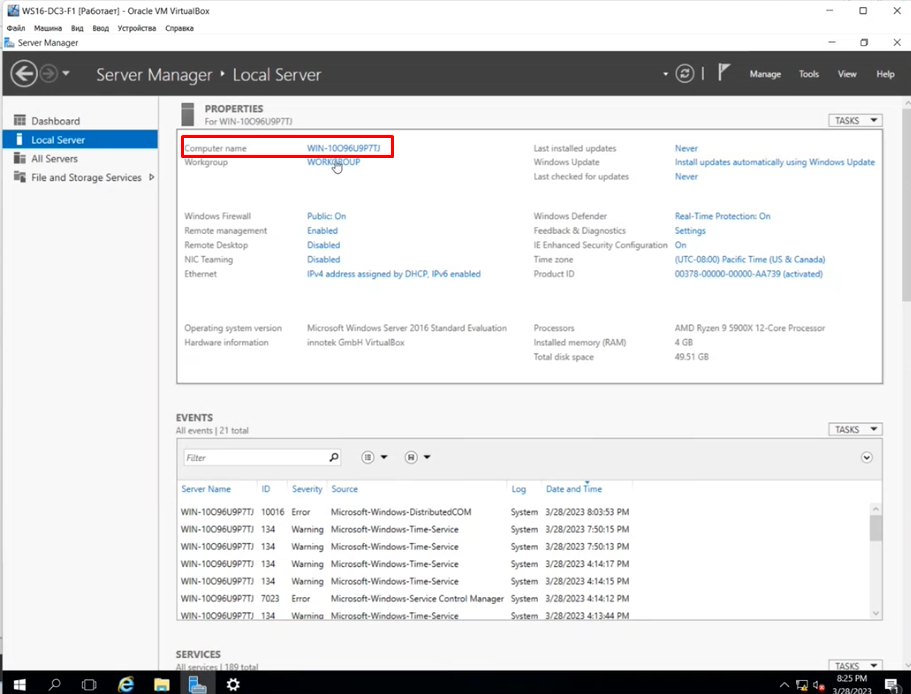 WS16-DC3-F1 [Работает] - Oracle VM VirtualBox
Файл Машина Вид Ввод Устройства Справка
Server Manager
Server Manager ‣ Local Server
Manage Tools View Help
Dashboard
Local Server
All Servers
File and Storage Services
PROPERTIES
For WIN-10O96U9P7TJ
TASKS
Computer name WIN-10O96U9P7TJ
Workgroup WORKGROUP
Last installed updates Never
Windows Update Install updates automatically using Windows Update
Last checked for updates Never
Windows Firewall Public: On
Remote management Enabled
Remote Desktop Disabled
NIC Teaming Disabled
Ethernet IPv4 address assigned by DHCP, IPv6 enabled
Windows Defender Real-Time Protection: On
Feedback & Diagnostics Settings
IE Enhanced Security Configuration On
Time zone (UTC-08:00) Pacific Time (US & Canada)
Product ID 00378-00000-00000-AA739 (activated)
Operating system version Microsoft Windows Server 2016 Standard Evaluation
Hardware information innotek GmbH VirtualBox
Processors AMD Ryzen 9 5900X 12-Core Processor
Installed memory (RAM) 4 GB
Total disk space 49.51 GB
EVENTS
All events | 21 total
TASKS
Filter
Server Name ID Severity Source Log Date and Time
WIN-10O96U9P7TJ 10016 Error Microsoft-Windows-DistributedCOM System 3/28/2023 8:03:53 PM
WIN-10O96U9P7TJ 134 Warning Microsoft-Windows-Time-Service System 3/28/2023 7:50:15 PM
WIN-10O96U9P7TJ 134 Warning Microsoft-Windows-Time-Service System 3/28/2023 7:50:13 PM
WIN-10O96U9P7TJ 134 Warning Microsoft-Windows-Time-Service System 3/28/2023 4:14:17 PM
WIN-10O96U9P7TJ 134 Warning Microsoft-Windows-Time-Service System 3/28/2023 4:14:15 PM
WIN-10O96U9P7TJ 7023 Error Microsoft-Windows-Service Control Manager System 3/28/2023 4:14:12 PM
WIN-10O96U9P7TJ 134 Warning Microsoft-Windows-Time-Service System 3/28/2023 4:13:44 PM
SERVICES
All services | 189 total
TASKS
8:25 PM
3/28/2023